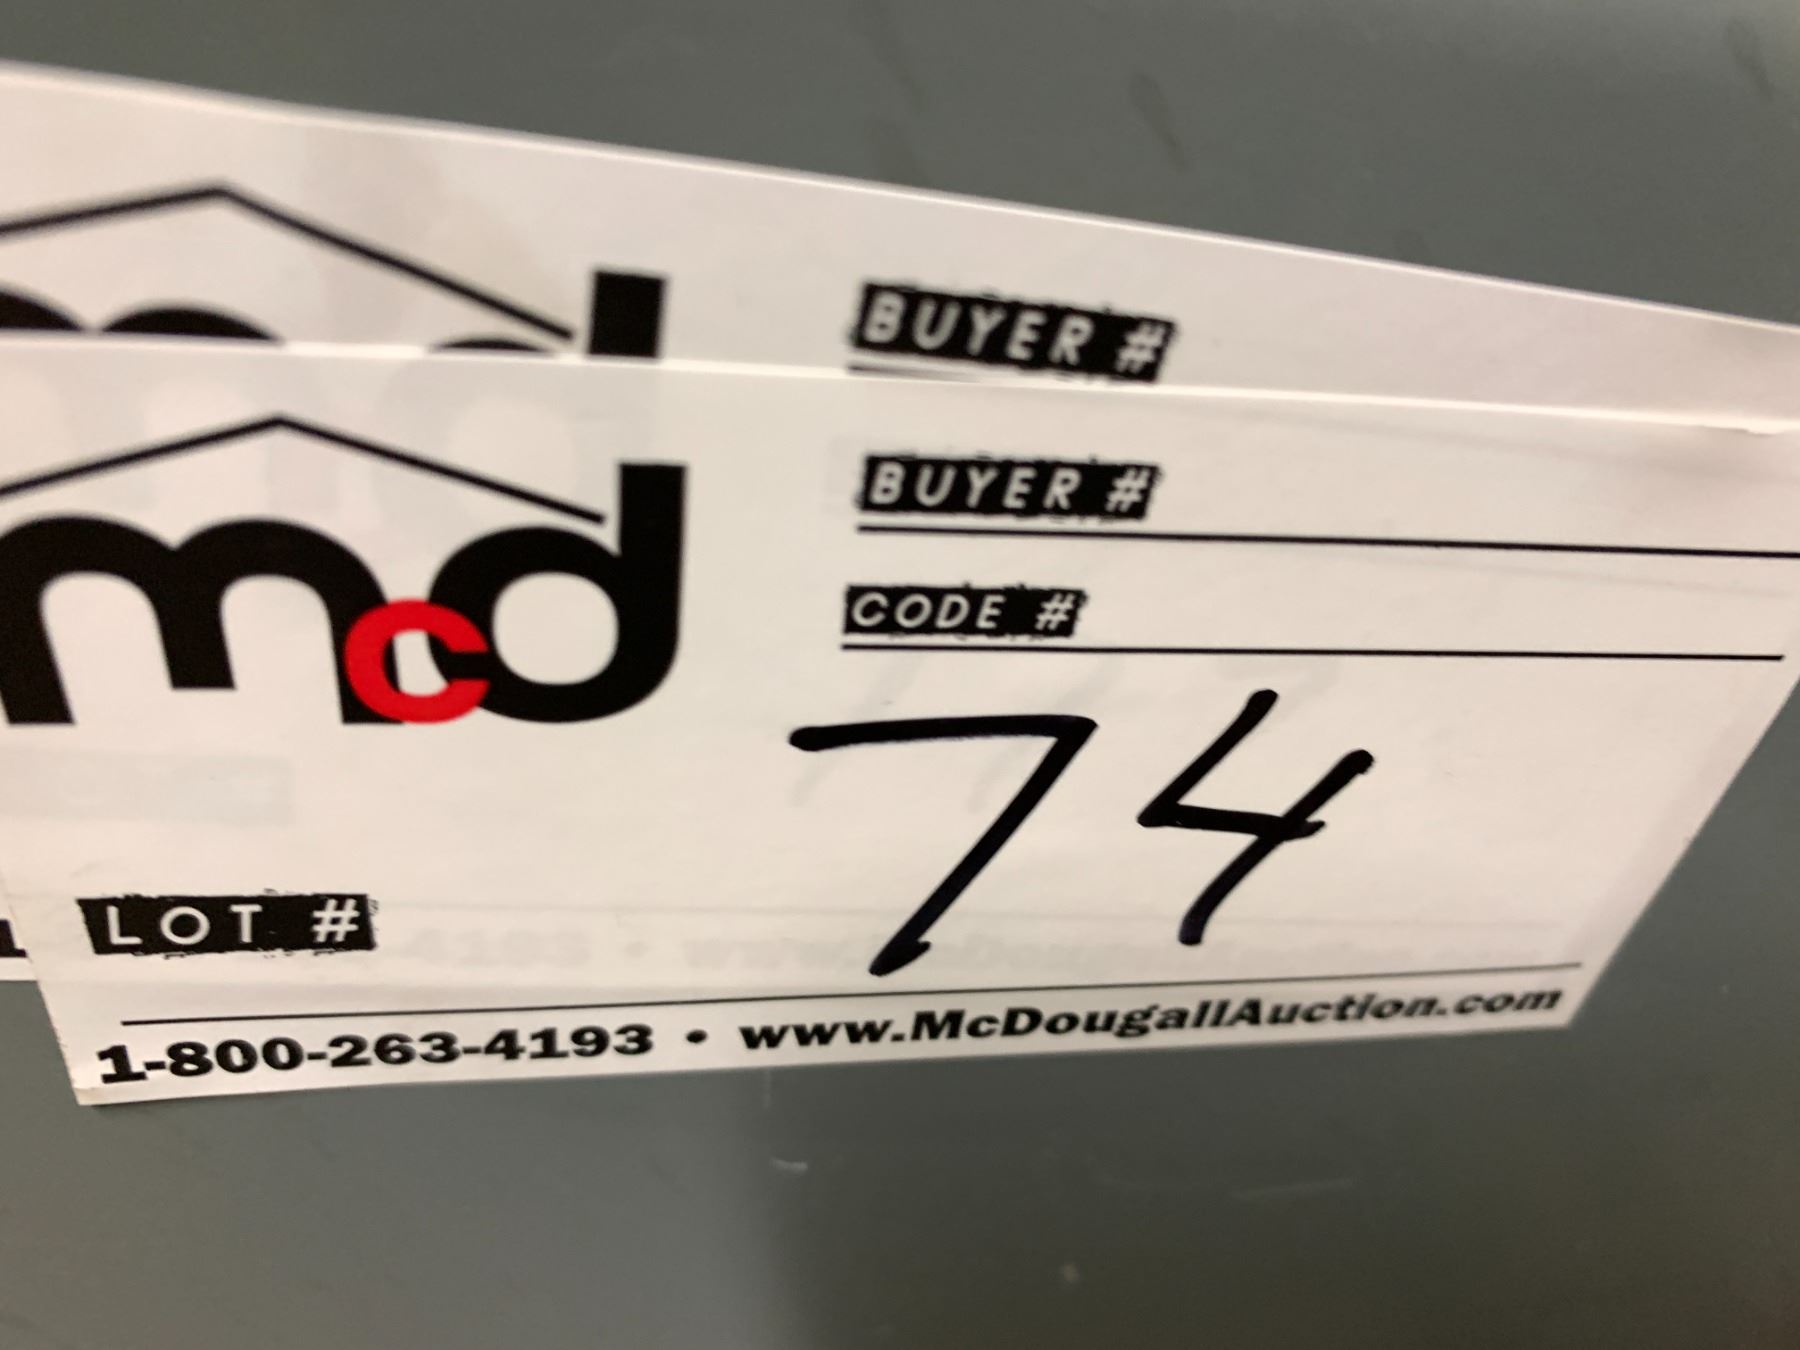 BUYER #
mcd
BUYER #
CODE #
74
LOT #
1-800-263-4193 • www.McDougallAuction.com